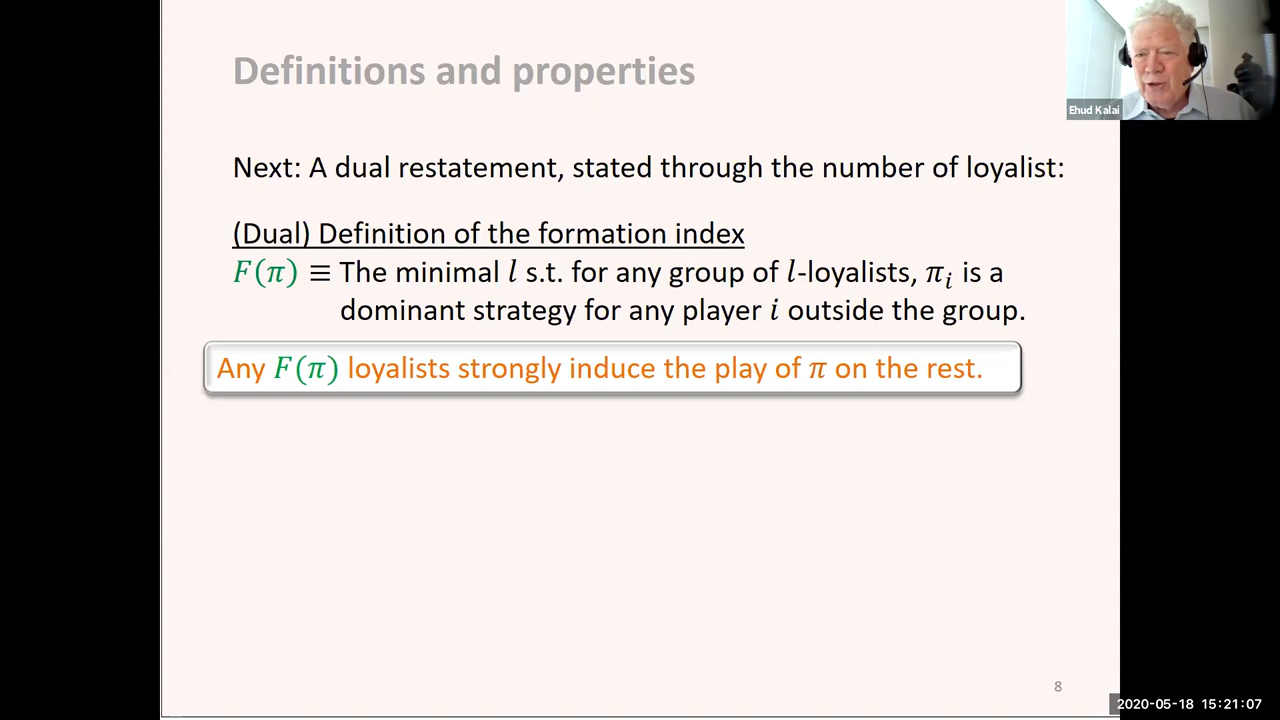 Definitions and properties
Ehud Kalai
Next: A dual restatement, stated through the number of loyalist:
(Dual) Definition of the formation index
F(π) ≡ The minimal l s.t. for any group of l-loyalists, πᵢ is a
dominant strategy for any player i outside the group.
Any F(π) loyalists strongly induce the play of π on the rest.
8
2020-05-18 15:21:07